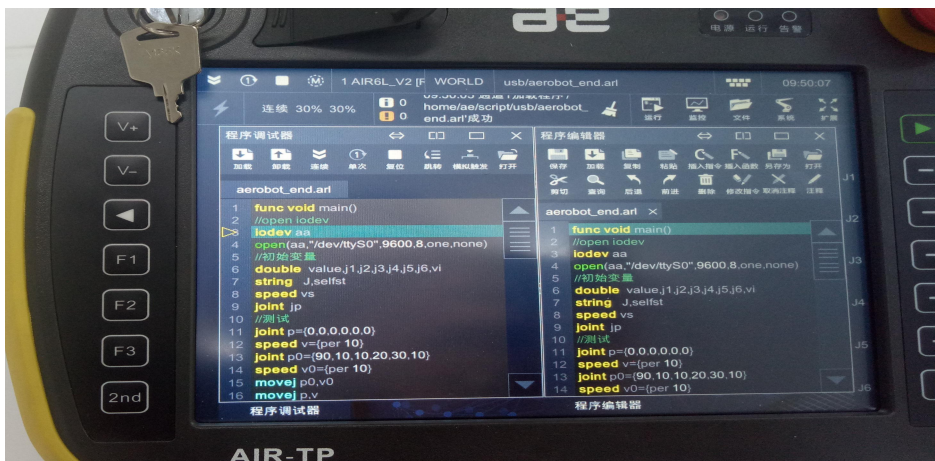 ae
电源 运行 告警
1 AIR6L_V2 [F WORLD usb/aerobot_end.arl 09:50:07
连续 30% 30% 0 0
home/ae/script/usb/aerobot_
end.arl'成功
运行 监控 文件 系统 扩展
程序调试器
加载 卸载 连续 单次 复位 跳转 模拟触发 打开
aerobot_end.arl
1 func void main()
2 //open iodev
3 iodev aa
4 open(aa,"/dev/ttyS0",9600,8,one,none)
5 //初始变量
6 double value,j1,j2,j3,j4,j5,j6,vi
7 string J,selfst
8 speed vs
9 joint jp
10 //测试
11 joint p={0,0,0,0,0,0}
12 speed v={per 10}
13 joint p0={90,10,10,20,30,10}
14 speed v0={per 10}
15 movej p0,v0
16 movej p,v
程序调试器
程序编辑器
保存 加载 复制 粘贴 插入指令 插入函数 另存为 打开
剪切 查询 后退 前进 删除 修改指令 取消注释 注释
aerobot_end.arl ×
1 func void main()
2 //open iodev
3 iodev aa
4 open(aa,"/dev/ttyS0",9600,8,one,none)
5 //初始变量
6 double value,j1,j2,j3,j4,j5,j6,vi
7 string J,selfst
8 speed vs
9 joint jp
10 //测试
11 joint p={0,0,0,0,0,0}
12 speed v={per 10}
13 joint p0={90,10,10,20,30,10}
14 speed v0={per 10}
程序编辑器
J1
J2
J3
J4
J5
J6
V+
V-
F1
F2
F3
2nd
AIR-TP